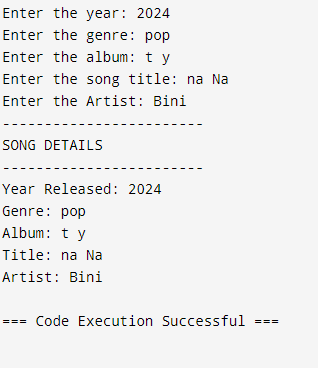 Enter the year: 2024
Enter the genre: pop
Enter the album: t y
Enter the song title: na Na
Enter the Artist: Bini
------------------------
SONG DETAILS
------------------------
Year Released: 2024
Genre: pop
Album: t y
Title: na Na
Artist: Bini

=== Code Execution Successful ===